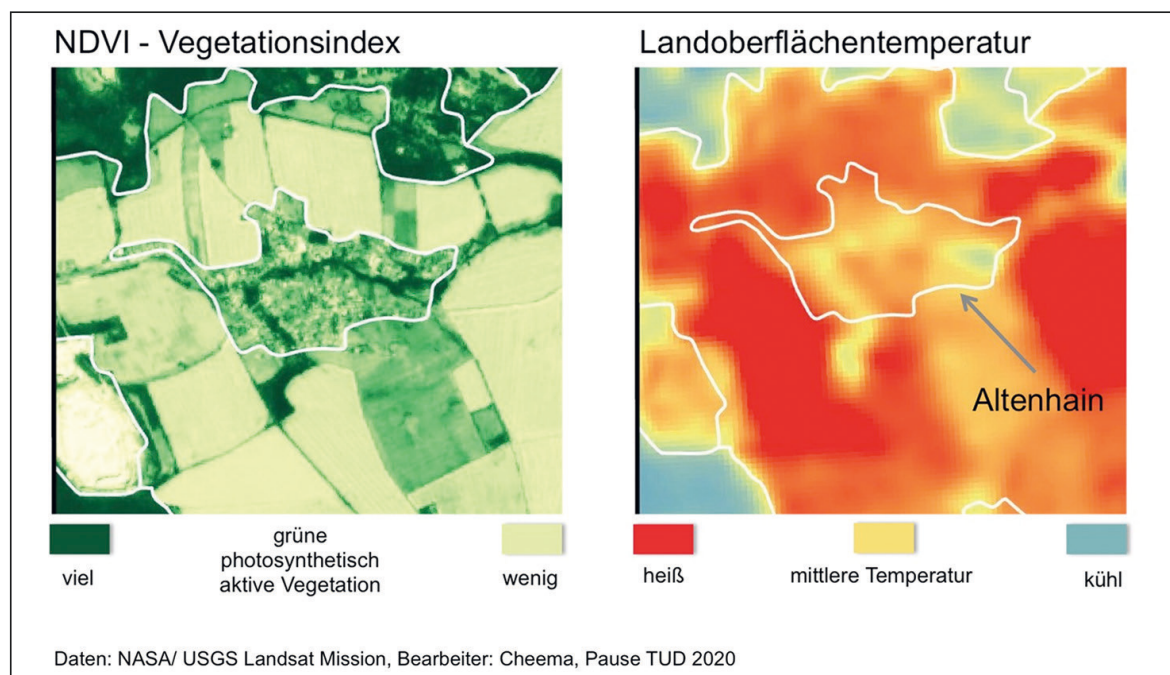 NDVI - Vegetationsindex
Landoberflächentemperatur
Altenhain
viel
grüne
photosynthetisch
aktive Vegetation
wenig
heiß
mittlere Temperatur
kühl
Daten: NASA/ USGS Landsat Mission, Bearbeiter: Cheema, Pause TUD 2020